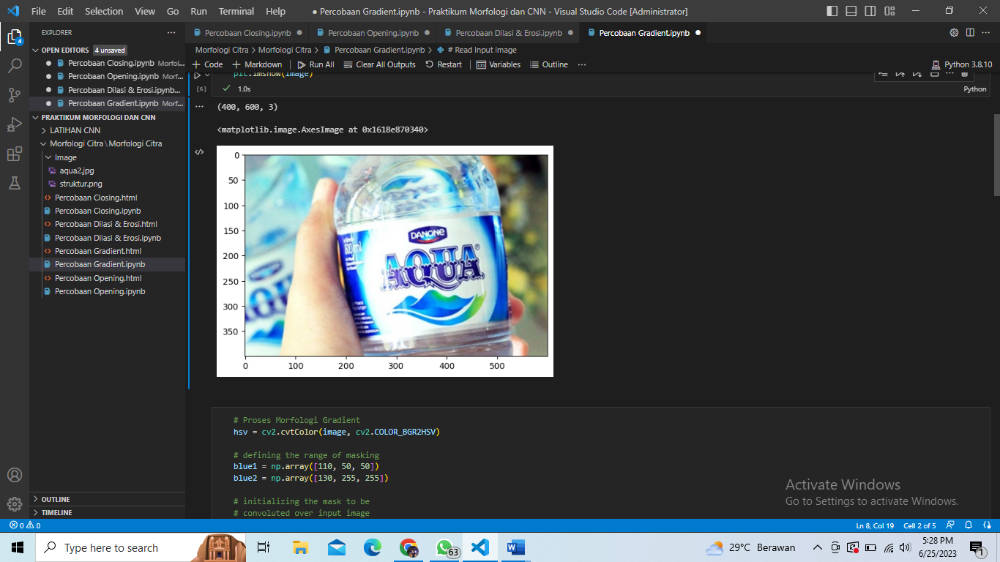 File Edit Selection View Go Run Terminal Help
● Percobaan Gradient.ipynb - Praktikum Morfologi dan CNN - Visual Studio Code [Administrator]
EXPLORER
Percobaan Closing.ipynb
Percobaan Opening.ipynb
Percobaan Dilasi & Erosi.ipynb
Percobaan Gradient.ipynb
4
OPEN EDITORS 4 unsaved
Percobaan Closing.ipynb Morfol...
Percobaan Opening.ipynb Morf...
Percobaan Dilasi & Erosi.ipynb...
Percobaan Gradient.ipynb Morf...
PRAKTIKUM MORFOLOGI DAN CNN
LATIHAN CNN
Morfologi Citra \ Morfologi Citra
Image
aqua2.jpg
struktur.png
Percobaan Closing.html
Percobaan Closing.ipynb
Percobaan Dilasi & Erosi.html
Percobaan Dilasi & Erosi.ipynb
Percobaan Gradient.html
Percobaan Gradient.ipynb
Percobaan Opening.html
Percobaan Opening.ipynb
OUTLINE
TIMELINE
Morfologi Citra > Morfologi Citra > Percobaan Gradient.ipynb > # Read Input image
+ Code + Markdown Run All Clear All Outputs Restart Variables Outline ...
Python 3.8.10
plt.imshow(image)
[6]
1.0s
Python
(400, 600, 3)
<matplotlib.image.AxesImage at 0x1618e870340>
0
50
100
150
200
250
300
350
0 100 200 300 400 500
DANONE
AQUA
600 ml
# Proses Morfologi Gradient
hsv = cv2.cvtColor(image, cv2.COLOR_BGR2HSV)
# defining the range of masking
blue1 = np.array([110, 50, 50])
blue2 = np.array([130, 255, 255])
# initializing the mask to be
# convoluted over input image
Activate Windows
Go to Settings to activate Windows.
0 0
Ln 8, Col 19 Cell 2 of 5
Type here to search
63
29°C Berawan
5:28 PM
6/25/2023
1